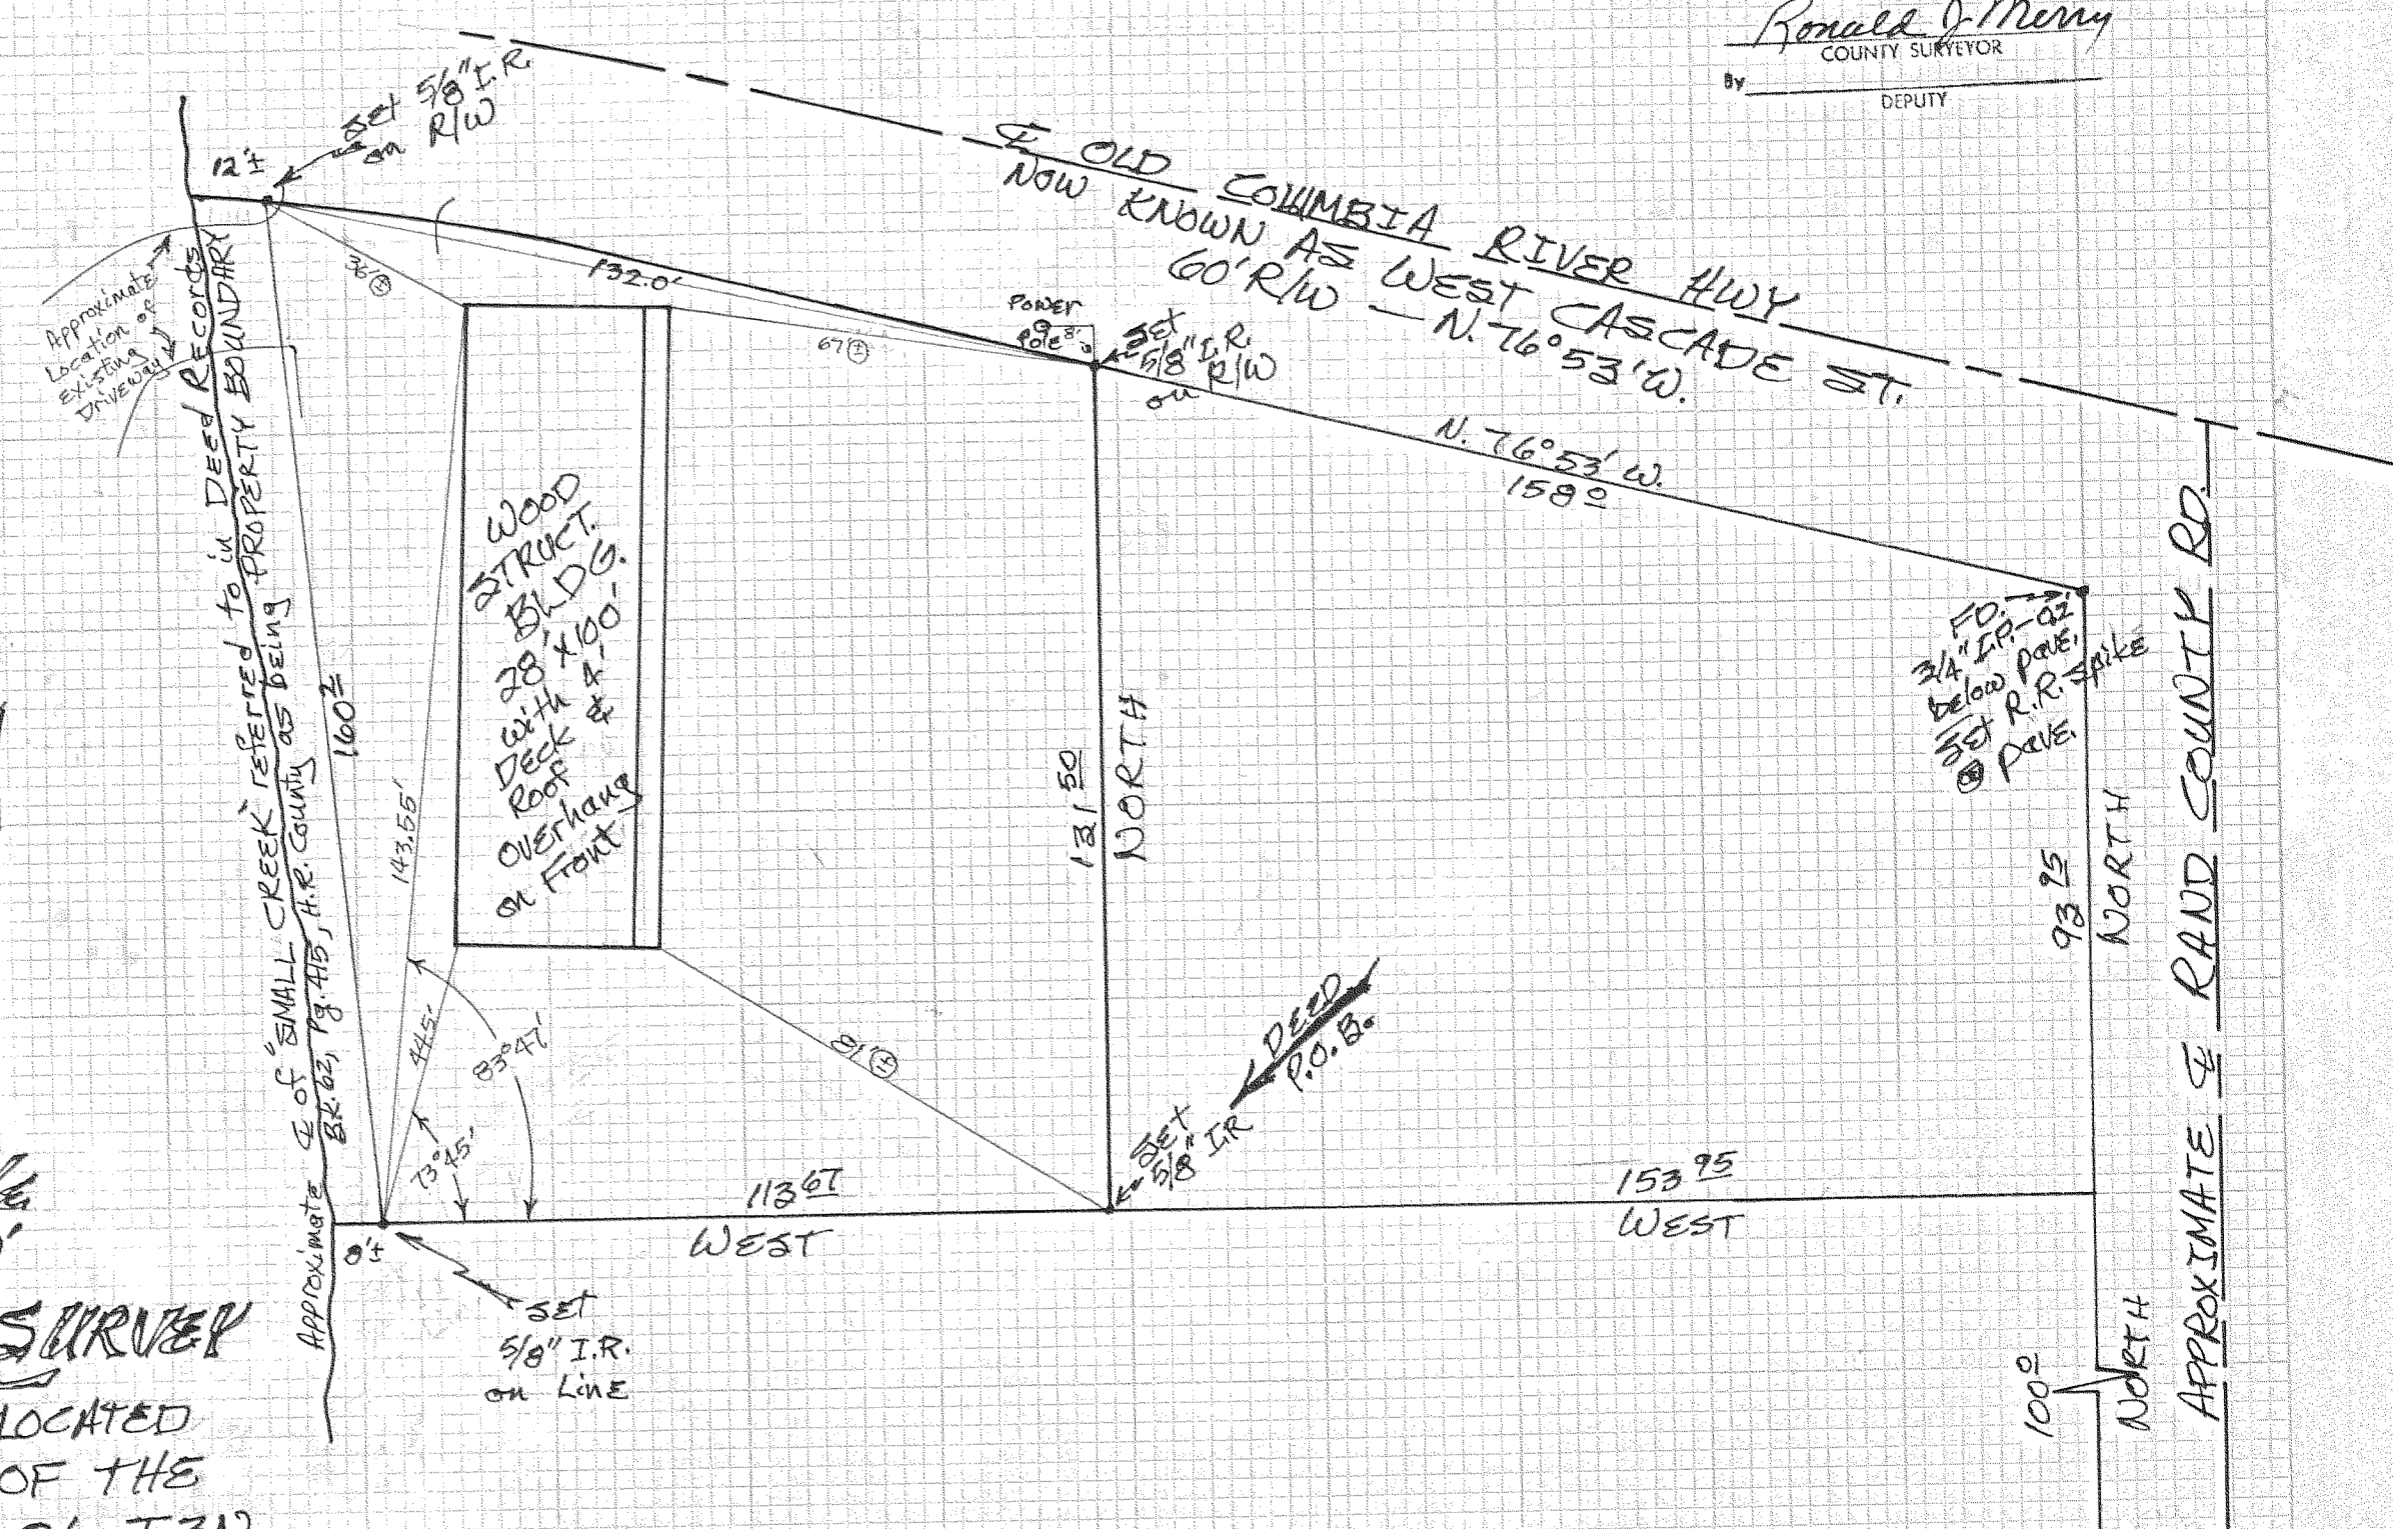 Ronald J. Merry
COUNTY SURVEYOR
BY
DEPUTY
SET 5/8" I.R.
on R/W
12'±
℄ OLD COLUMBIA RIVER HWY
NOW KNOWN AS WEST CASCADE ST.
60' R/W — N. 76° 53' W.
Approximate
Location of
Existing
Driveway
36'±
132.0'
67'±
POWER
Pole
8'
SET
5/8" I.R.
on R/W
N. 76° 53' W.
158 0
WOOD
STRUCT.
BLDG.
28' x 100'
with 4'
Deck &
Roof
Overhang
on Front
FD.
3/4" I.P. - 0.2'
below pave.
SET R.R. Spike
@ pave.
Approximate ℄ of "SMALL CREEK" referred to in DEED Records
Bk. 62, Pg. 415, H.R. County as being PROPERTY BOUNDARY
160 2
143.55'
44.5'
83°47'
73°45'
78'±
131 50
NORTH
93 95
NORTH
APPROXIMATE ℄ RAND COUNTY RD.
DEED
P.O.B.
SET
5/8" I.R
113 67
WEST
153 95
WEST
8'±
SET
5/8" I.R.
on LINE
100 0
NORTH
SURVEY
LOCATED
OF THE